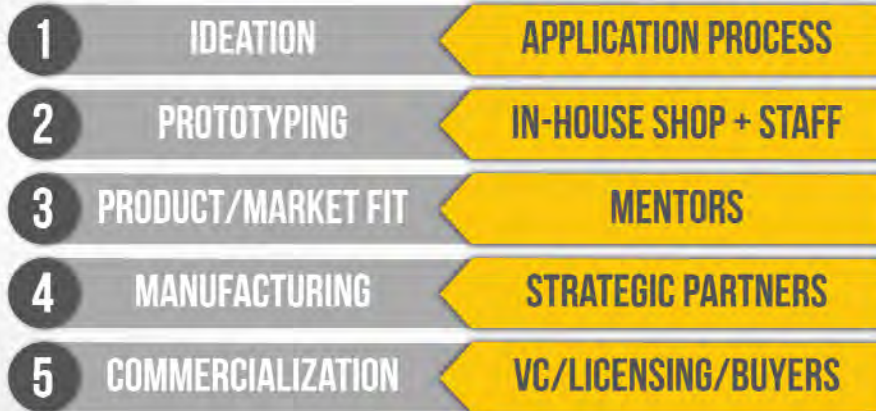 1 IDEATION APPLICATION PROCESS
2 PROTOTYPING IN-HOUSE SHOP + STAFF
3 PRODUCT/MARKET FIT MENTORS
4 MANUFACTURING STRATEGIC PARTNERS
5 COMMERCIALIZATION VC/LICENSING/BUYERS